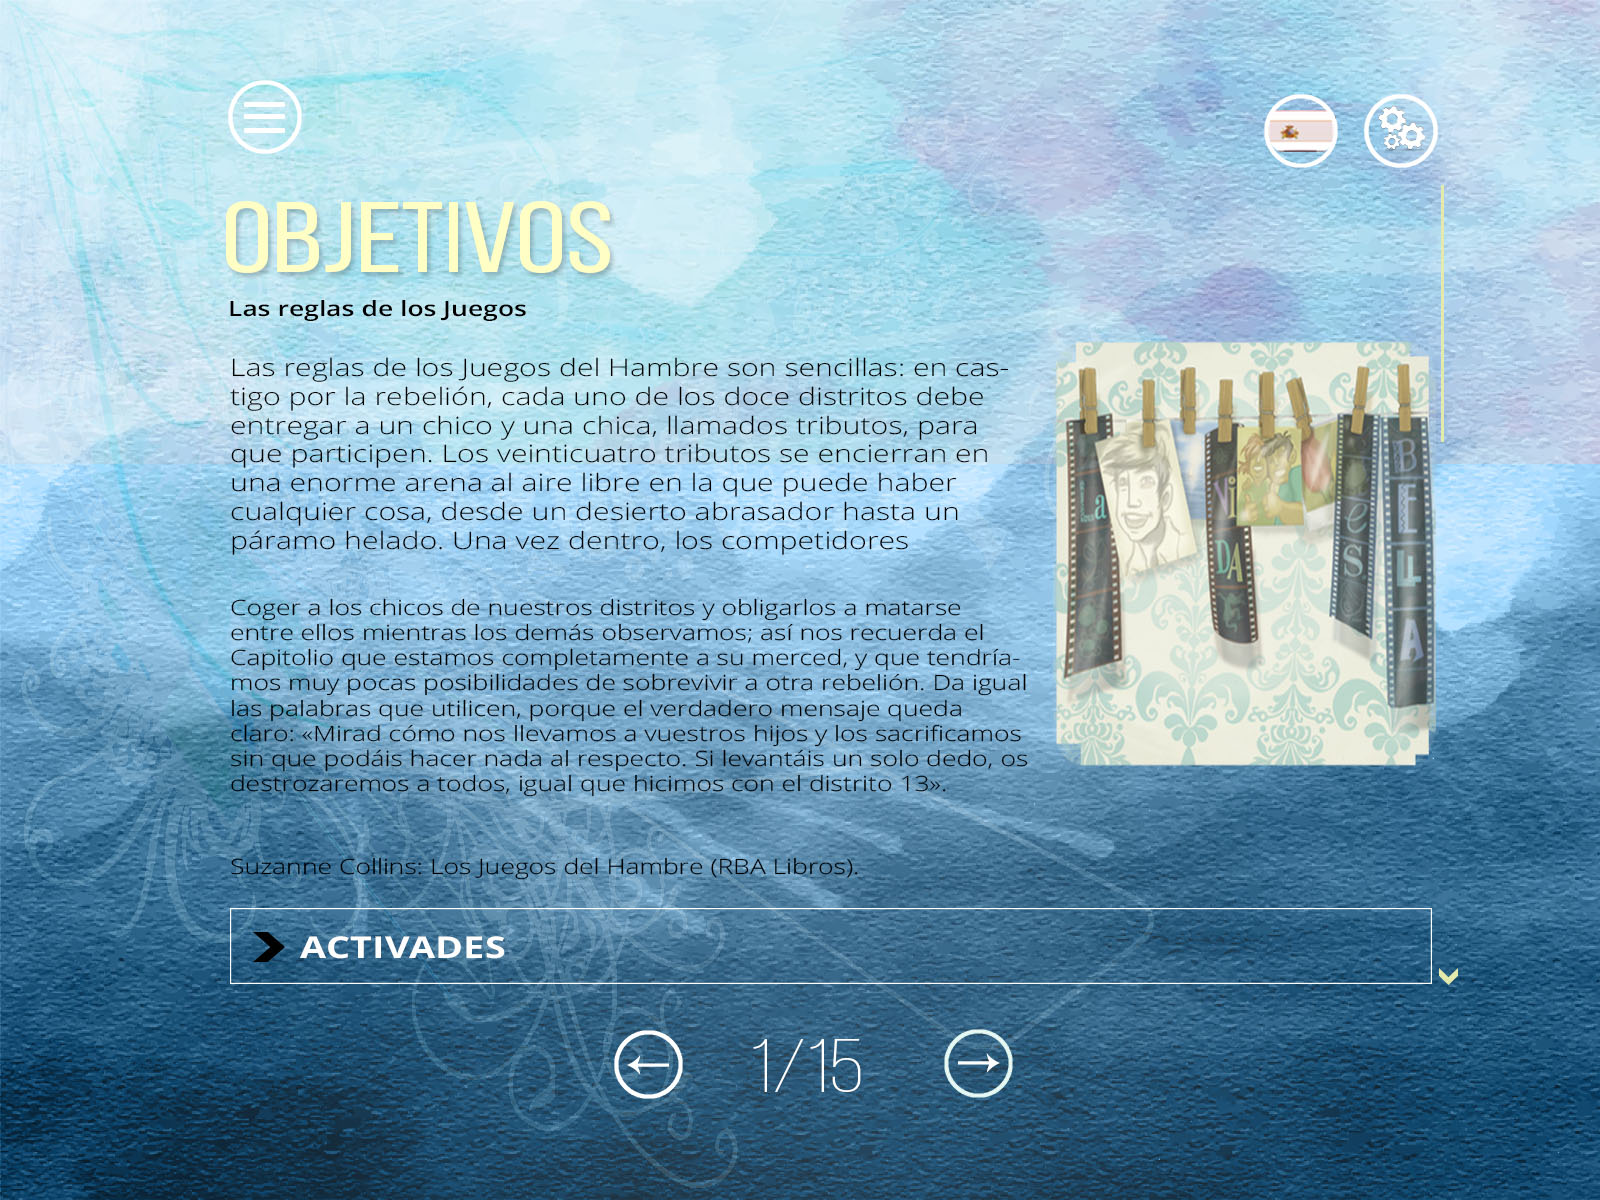 OBJETIVOS
Las reglas de los Juegos
Las reglas de los Juegos del Hambre son sencillas: en cas-
tigo por la rebelión, cada uno de los doce distritos debe
entregar a un chico y una chica, llamados tributos, para
que participen. Los veinticuatro tributos se encierran en
una enorme arena al aire libre en la que puede haber
cualquier cosa, desde un desierto abrasador hasta un
páramo helado. Una vez dentro, los competidores
Coger a los chicos de nuestros distritos y obligarlos a matarse
entre ellos mientras los demás observamos; así nos recuerda el
Capitolio que estamos completamente a su merced, y que tendría-
mos muy pocas posibilidades de sobrevivir a otra rebelión. Da igual
las palabras que utilicen, porque el verdadero mensaje queda
claro: «Mirad cómo nos llevamos a vuestros hijos y los sacrificamos
sin que podáis hacer nada al respecto. Si levantáis un solo dedo, os
destrozaremos a todos, igual que hicimos con el distrito 13».
Suzanne Collins: Los Juegos del Hambre (RBA Libros).
La
ViDA
es
BELLA
ACTIVADES
1/15